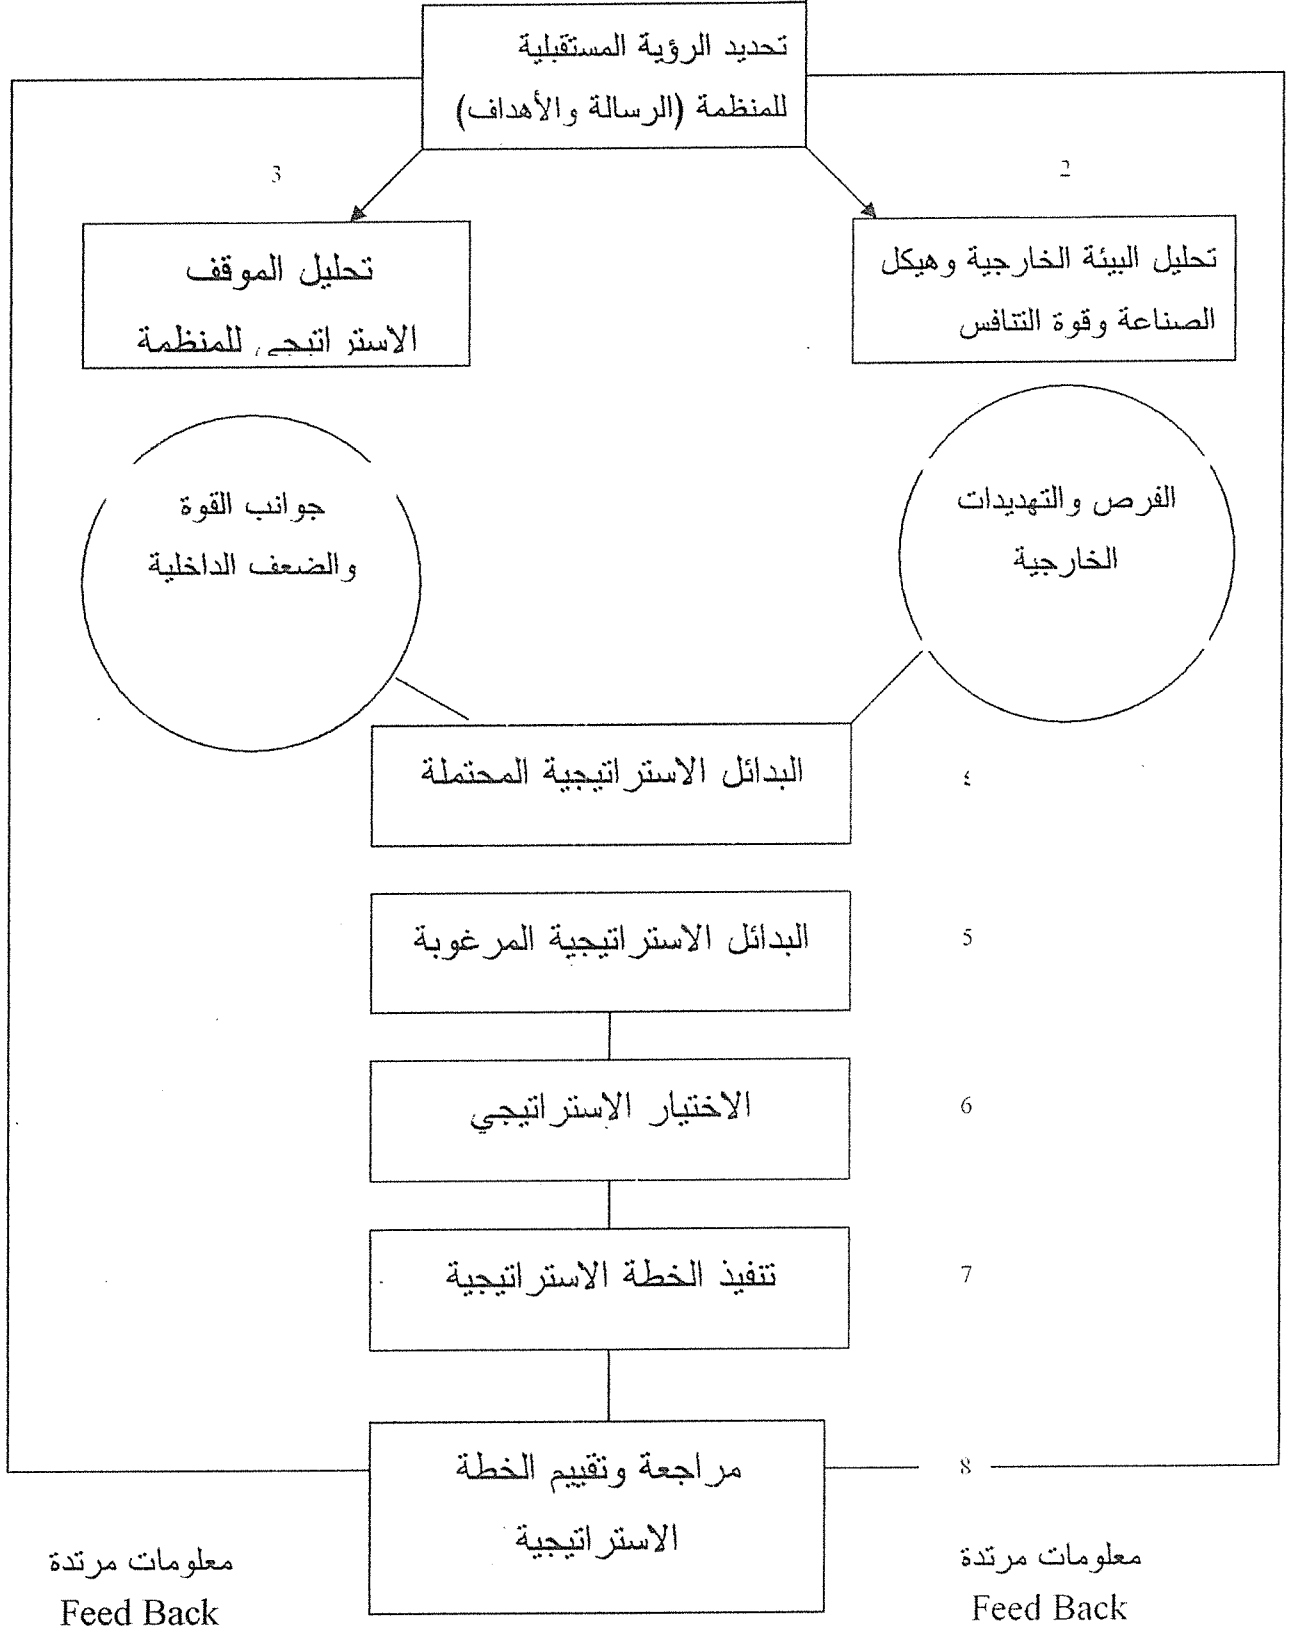 تحديد الرؤية المستقبلية
للمنظمة (الرسالة والأهداف)
2
3
تحليل البيئة الخارجية وهيكل
الصناعة وقوة التنافس
تحليل الموقف
الاستراتيجي للمنظمة
الفرص والتهديدات
الخارجية
جوانب القوة
والضعف الداخلية
البدائل الاستراتيجية المحتملة
٤
البدائل الاستراتيجية المرغوبة
5
الاختيار الاستراتيجي
6
تنفيذ الخطة الاستراتيجية
7
مراجعة وتقييم الخطة
الاستراتيجية
8
معلومات مرتدة
Feed Back
معلومات مرتدة
Feed Back